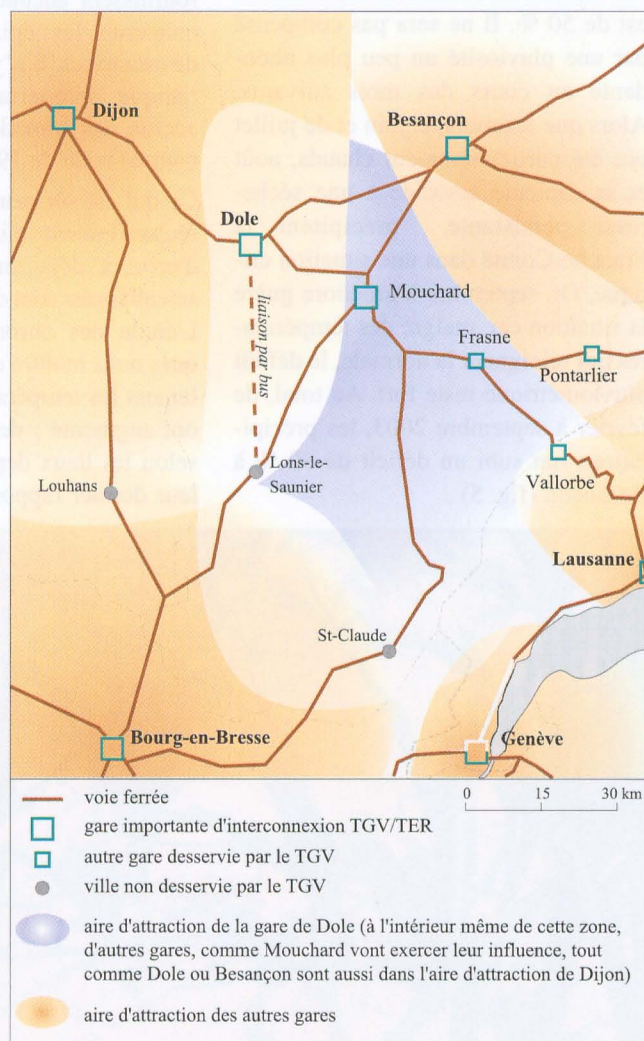 Dijon
Besançon
Dole
Mouchard
liaison par bus
Frasne
Pontarlier
Vallorbe
Lons-le-
Saunier
Louhans
Lausanne
St-Claude
Bourg-en-Bresse
Genève
voie ferrée
0 15 30 km
gare importante d'interconnexion TGV/TER
autre gare desservie par le TGV
ville non desservie par le TGV
aire d'attraction de la gare de Dole (à l'intérieur même de cette zone,
d'autres gares, comme Mouchard vont exercer leur influence, tout
comme Dole ou Besançon sont aussi dans l'aire d'attraction de Dijon)
aire d'attraction des autres gares